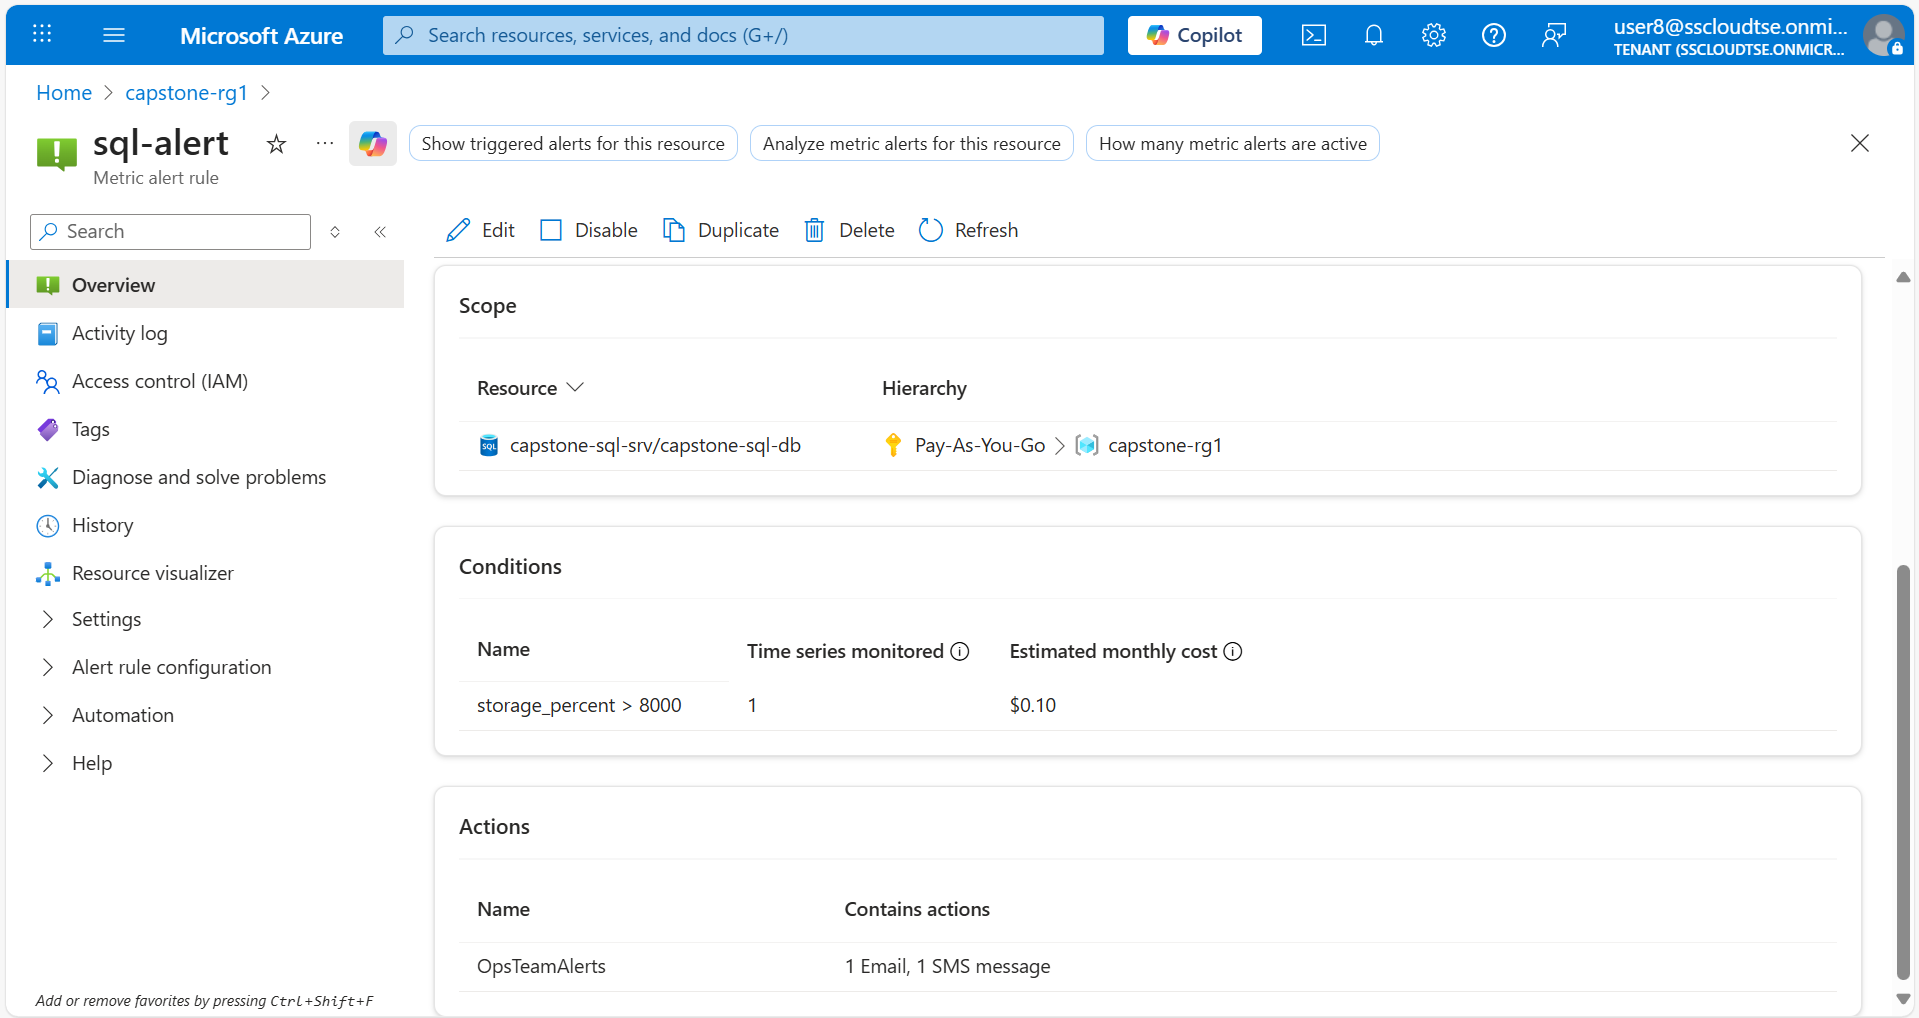 Microsoft Azure
Search resources, services, and docs (G+/)
Copilot
user8@sscloudtse.onmi...
TENANT (SSCLOUDTSE.ONMICR...
Home > capstone-rg1 >
sql-alert
Metric alert rule
Show triggered alerts for this resource
Analyze metric alerts for this resource
How many metric alerts are active
Search
Edit
Disable
Duplicate
Delete
Refresh
Overview
Activity log
Access control (IAM)
Tags
Diagnose and solve problems
History
Resource visualizer
Settings
Alert rule configuration
Automation
Help
Add or remove favorites by pressing Ctrl+Shift+F
Scope
Resource Hierarchy
SQL capstone-sql-srv/capstone-sql-db Pay-As-You-Go > capstone-rg1
Conditions
Name Time series monitored Estimated monthly cost
storage_percent > 8000 1 $0.10
Actions
Name Contains actions
OpsTeamAlerts 1 Email, 1 SMS message